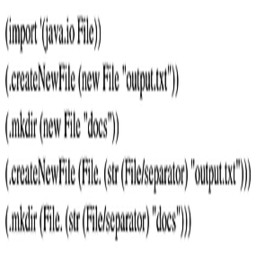 (import '(java.io File))
(.createNewFile (new File "output.txt"))
(.mkdir (new File "docs"))
(.createNewFile (File. (str (File/separator) "output.txt")))
(.mkdir (File. (str (File/separator) "docs")))